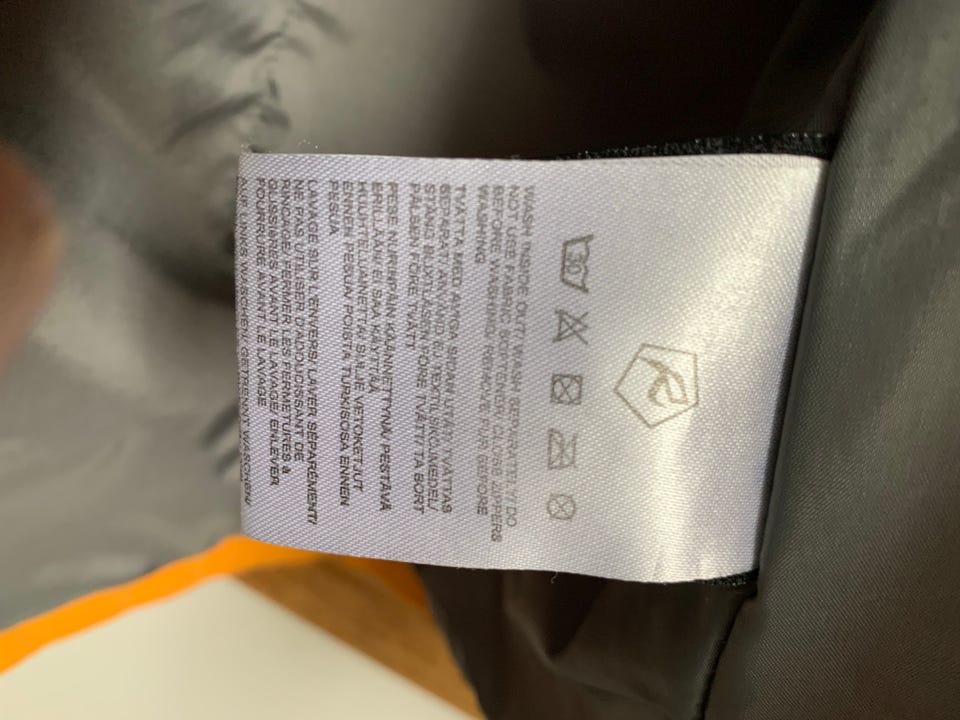 30
WASH INSIDE OUT/ WASH SEPARATELY/ DO
NOT USE FABRIC SOFTENER/ CLOSE ZIPPERS
BEFORE WASHING/ REMOVE FUR BEFORE
WASHING
TVÄTTA MED AVIGA SIDAN UTÅT/ TVÄTTAS
SEPARAT/ ANVÄND EJ TEXTILSKÖLJMEDEL/
STÄNG BLIXTLÅSEN FÖRE TVÄTT/TA BORT
PÄLSEN FÖRE TVÄTT
PESE NURINPÄIN KÄÄNNETTYNÄ/ PESTÄVÄ
ERILLÄÄN/ EI SAA KÄYTTÄÄ
HUUHTELUAINETTA/ SULJE VETOKETJUT
ENNEN PESUA/ POISTA TURKISOSA ENNEN
PESUA
LAVAGE SUR L'ENVERS/ LAVER SÉPARÉMENT/
NE PAS UTILISER D'ADOUCISSANT DE
RINÇAGE/FERMER LES FERMETURES à
GLISSIÈRES AVANT LE LAVAGE/ ENLEVER
FOURRURE AVANT LE LAVAGE
AUF LINKS WASCHEN/ GETRENNT WASCHEN/